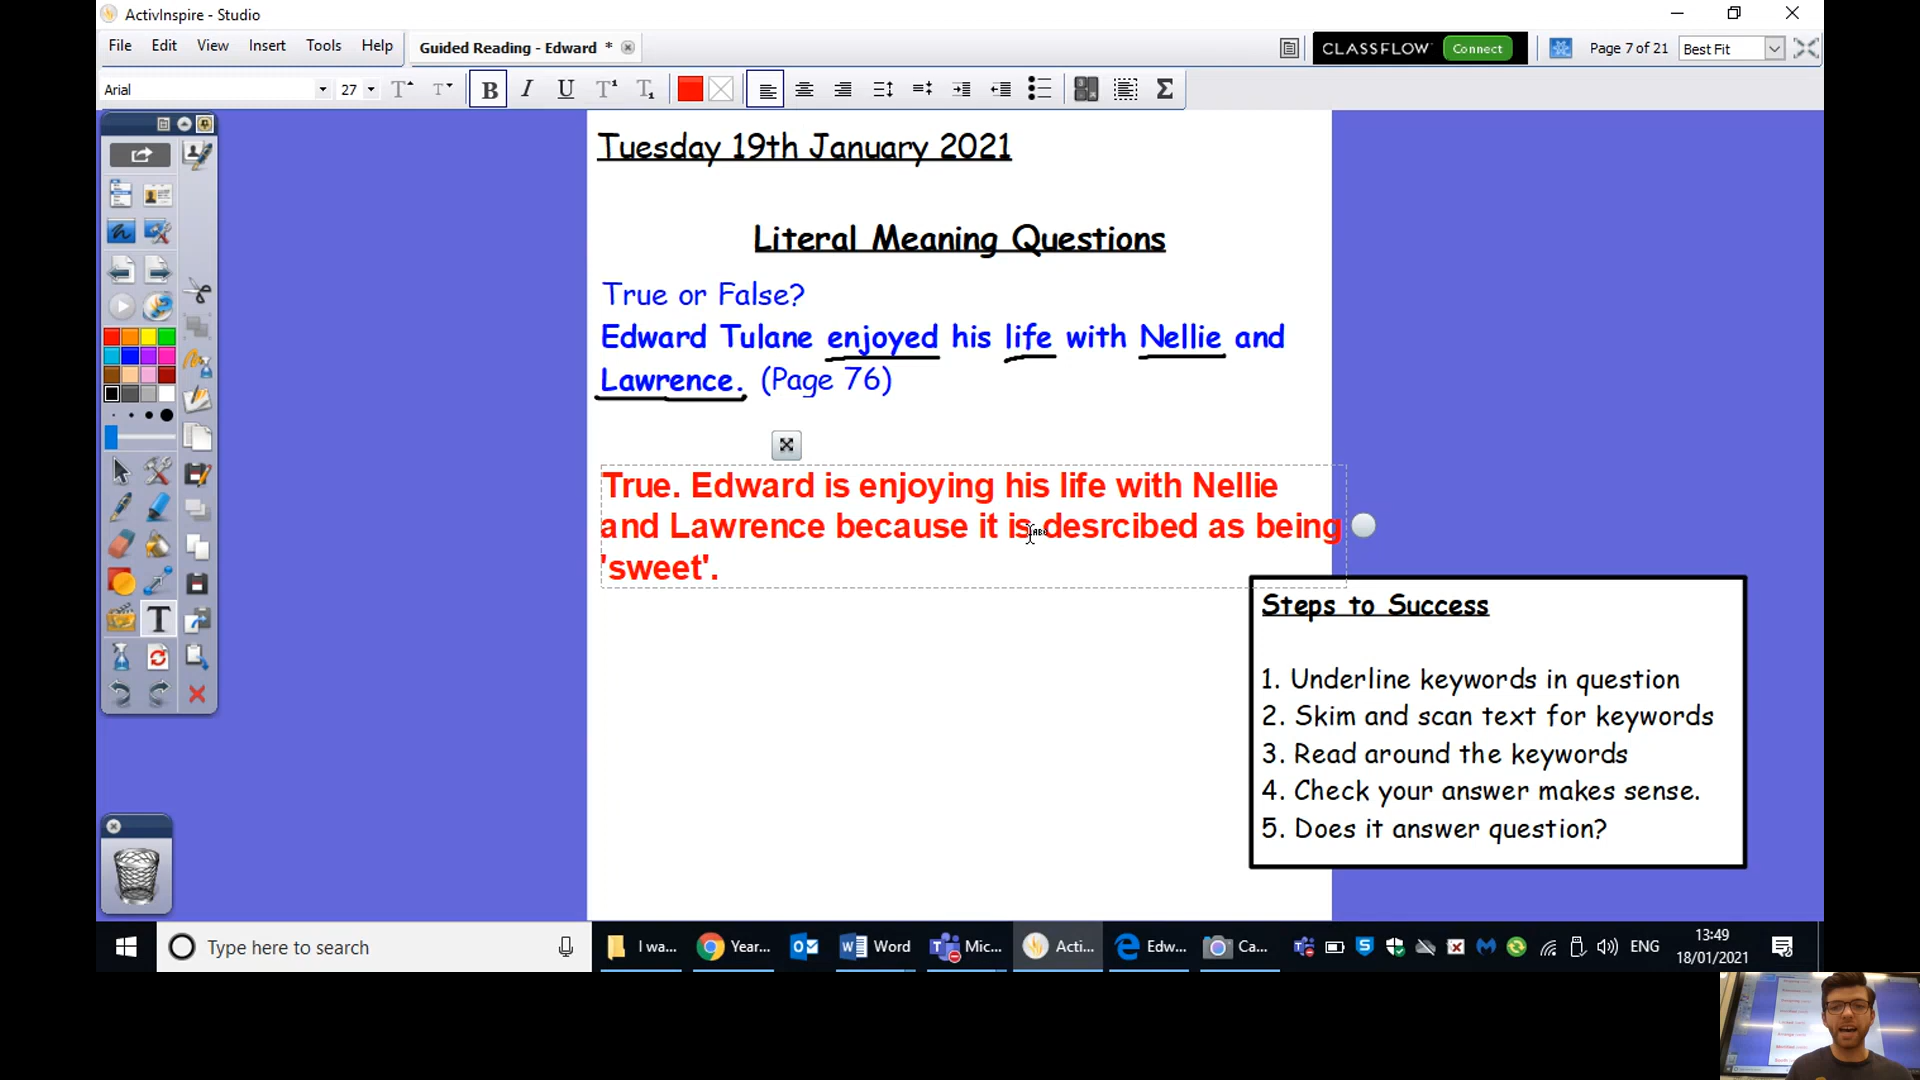 ActivInspire - Studio
File Edit View Insert Tools Help
Guided Reading - Edward *
CLASSFLOW Connect
Page 7 of 21
Best Fit
Arial 27
B I U T T Σ
Tuesday 19th January 2021
Literal Meaning Questions
True or False?
Edward Tulane enjoyed his life with Nellie and
Lawrence. (Page 76)
True. Edward is enjoying his life with Nellie
and Lawrence because it is desrcibed as being
'sweet'.
Steps to Success
1. Underline keywords in question
2. Skim and scan text for keywords
3. Read around the keywords
4. Check your answer makes sense.
5. Does it answer question?
T
Type here to search
I wa...
Year...
Word
Mic...
Acti...
Edw...
Ca...
ENG
13:49
18/01/2021